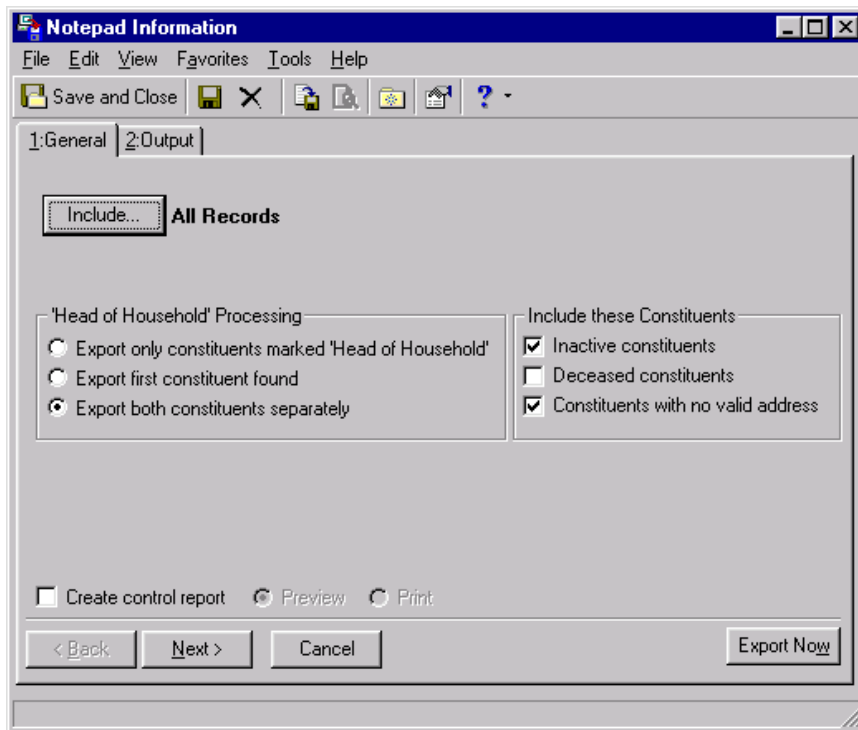 Notepad Information
File Edit View Favorites Tools Help
Save and Close ?
1:General 2:Output
Include... All Records
'Head of Household' Processing
Export only constituents marked 'Head of Household'
Export first constituent found
Export both constituents separately
Include these Constituents
Inactive constituents
Deceased constituents
Constituents with no valid address
Create control report Preview Print
< Back Next > Cancel Export Now